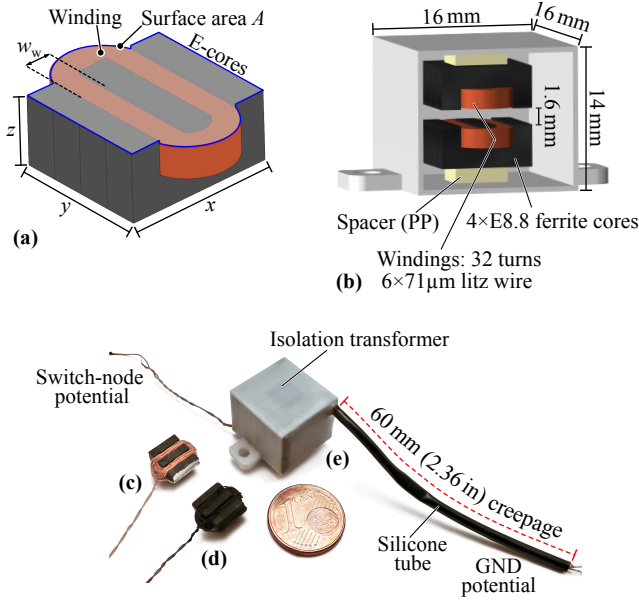 Winding
Surface area A
E-cores
w_w
z
y
x
(a)
16 mm
16 mm
1.6 mm
14 mm
Spacer (PP)
4×E8.8 ferrite cores
Windings: 32 turns
6×71µm litz wire
(b)
Isolation transformer
Switch-node
potential
60 mm (2.36 in) creepage
(e)
(c)
(d)
1
Silicone
tube
GND
potential